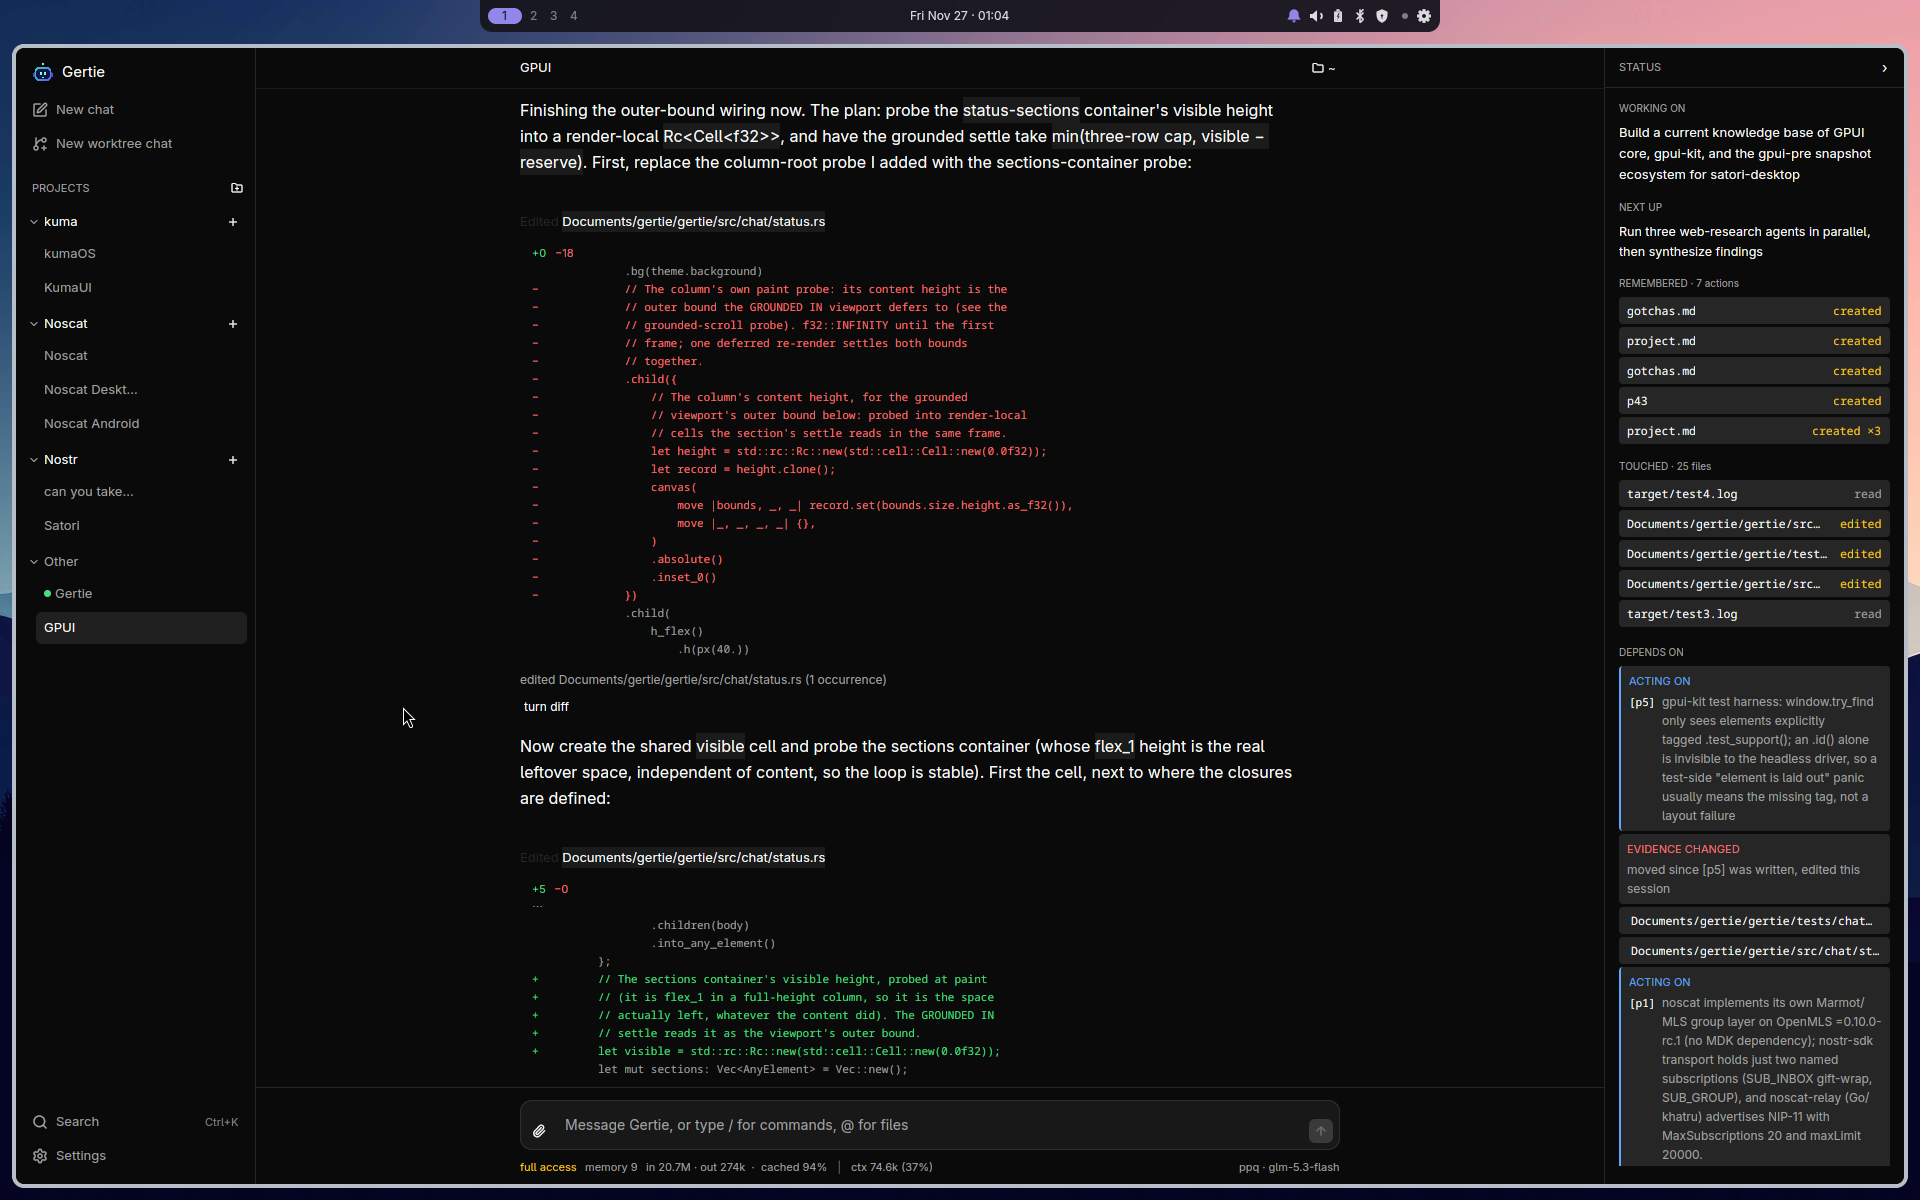 1 2 3 4
Fri Nov 27 · 01:04
Gertie
New chat
New worktree chat
PROJECTS
kuma +
kumaOS
KumaUI
Noscat +
Noscat
Noscat Deskt...
Noscat Android
Nostr +
can you take...
Satori
Other
Gertie
GPUI
Search Ctrl+K
Settings
GPUI
~
Finishing the outer-bound wiring now. The plan: probe the status-sections container's visible height
into a render-local Rc<Cell<f32>>, and have the grounded settle take min(three-row cap, visible −
reserve). First, replace the column-root probe I added with the sections-container probe:
Edited Documents/gertie/gertie/src/chat/status.rs
+0 −18
.bg(theme.background)
− // The column's own paint probe: its content height is the
− // outer bound the GROUNDED IN viewport defers to (see the
− // grounded-scroll probe). f32::INFINITY until the first
− // frame; one deferred re-render settles both bounds
− // together.
− .child({
− // The column's content height, for the grounded
− // viewport's outer bound below: probed into render-local
− // cells the section's settle reads in the same frame.
− let height = std::rc::Rc::new(std::cell::Cell::new(0.0f32));
− let record = height.clone();
− canvas(
− move |bounds, _, _| record.set(bounds.size.height.as_f32()),
− move |_, _, _, _| {},
− )
− .absolute()
− .inset_0()
− })
.child(
h_flex()
.h(px(40.))
edited Documents/gertie/gertie/src/chat/status.rs (1 occurrence)
turn diff
Now create the shared visible cell and probe the sections container (whose flex_1 height is the real
leftover space, independent of content, so the loop is stable). First the cell, next to where the closures
are defined:
Edited Documents/gertie/gertie/src/chat/status.rs
+5 −0
...
.children(body)
.into_any_element()
};
+ // The sections container's visible height, probed at paint
+ // (it is flex_1 in a full-height column, so it is the space
+ // actually left, whatever the content did). The GROUNDED IN
+ // settle reads it as the viewport's outer bound.
+ let visible = std::rc::Rc::new(std::cell::Cell::new(0.0f32));
let mut sections: Vec<AnyElement> = Vec::new();
Message Gertie, or type / for commands, @ for files
full access memory 9 in 20.7M · out 274k · cached 94% | ctx 74.6k (37%)
ppq · glm-5.3-flash
STATUS ›
WORKING ON
Build a current knowledge base of GPUI
core, gpui-kit, and the gpui-pre snapshot
ecosystem for satori-desktop
NEXT UP
Run three web-research agents in parallel,
then synthesize findings
REMEMBERED · 7 actions
gotchas.md created
project.md created
gotchas.md created
p43 created
project.md created ×3
TOUCHED · 25 files
target/test4.log read
Documents/gertie/gertie/src... edited
Documents/gertie/gertie/test... edited
Documents/gertie/gertie/src... edited
target/test3.log read
DEPENDS ON
ACTING ON
[p5] gpui-kit test harness: window.try_find
only sees elements explicitly
tagged .test_support(); an .id() alone
is invisible to the headless driver, so a
test-side "element is laid out" panic
usually means the missing tag, not a
layout failure
EVIDENCE CHANGED
moved since [p5] was written, edited this
session
Documents/gertie/gertie/tests/chat...
Documents/gertie/gertie/src/chat/st...
ACTING ON
[p1] noscat implements its own Marmot/
MLS group layer on OpenMLS =0.10.0-
rc.1 (no MDK dependency); nostr-sdk
transport holds just two named
subscriptions (SUB_INBOX gift-wrap,
SUB_GROUP), and noscat-relay (Go/
khatru) advertises NIP-11 with
MaxSubscriptions 20 and maxLimit
20000.